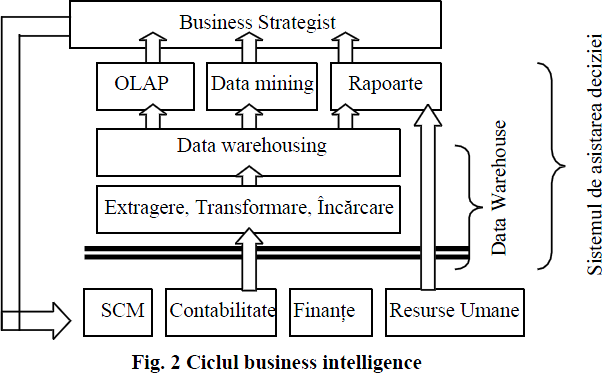 Business Strategist
OLAP
Data mining
Rapoarte
Data warehousing
Extragere, Transformare, Încărcare
SCM
Contabilitate
Finanțe
Resurse Umane
Data Warehouse
Sistemul de asistarea deciziei
Fig. 2 Ciclul business intelligence